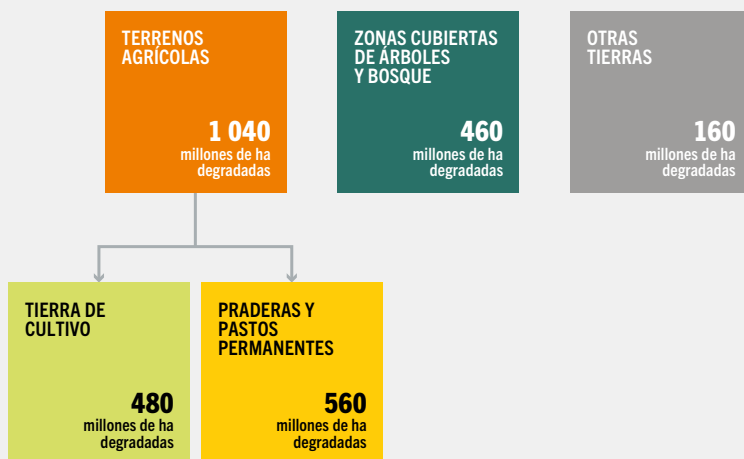 TERRENOS
AGRÍCOLAS
1 040
millones de ha
degradadas
ZONAS CUBIERTAS
DE ÁRBOLES
Y BOSQUE
460
millones de ha
degradadas
OTRAS
TIERRAS
160
millones de ha
degradadas
TIERRA DE
CULTIVO
480
millones de ha
degradadas
PRADERAS Y
PASTOS
PERMANENTES
560
millones de ha
degradadas